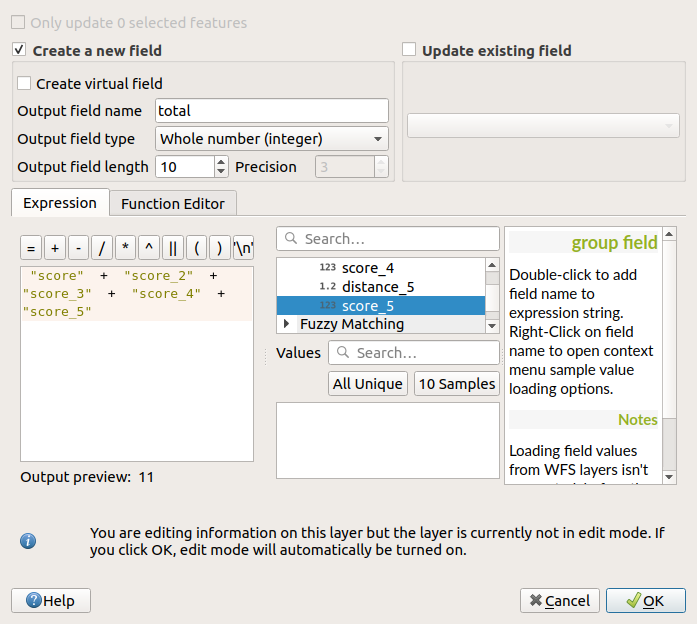 Only update 0 selected features
Create a new field
Update existing field
Create virtual field
Output field name total
Output field type Whole number (integer)
Output field length 10 Precision 3
Expression Function Editor
= + - / * ^ || ( ) '\n'
"score" + "score_2" +
"score_3" + "score_4" +
"score_5"
Output preview: 11
Search...
123 score_4
1.2 distance_5
123 score_5
Fuzzy Matching
Values Search...
All Unique 10 Samples
group field
Double-click to add
field name to
expression string.
Right-Click on field
name to open context
menu sample value
loading options.
Notes
Loading field values
from WFS layers isn't
You are editing information on this layer but the layer is currently not in edit mode. If
you click OK, edit mode will automatically be turned on.
Help Cancel OK